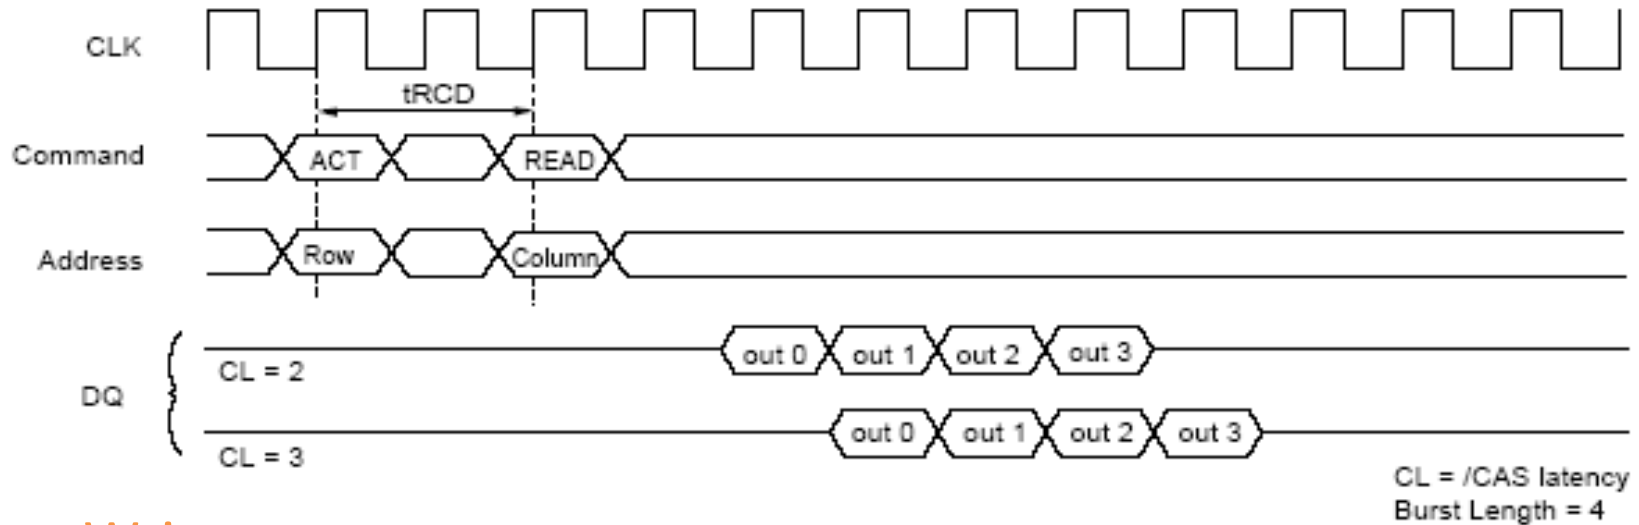 CLK
tRCD
Command ACT READ
Address Row Column
DQ
out 0 out 1 out 2 out 3
CL = 2
out 0 out 1 out 2 out 3
CL = 3
CL = /CAS latency
Burst Length = 4